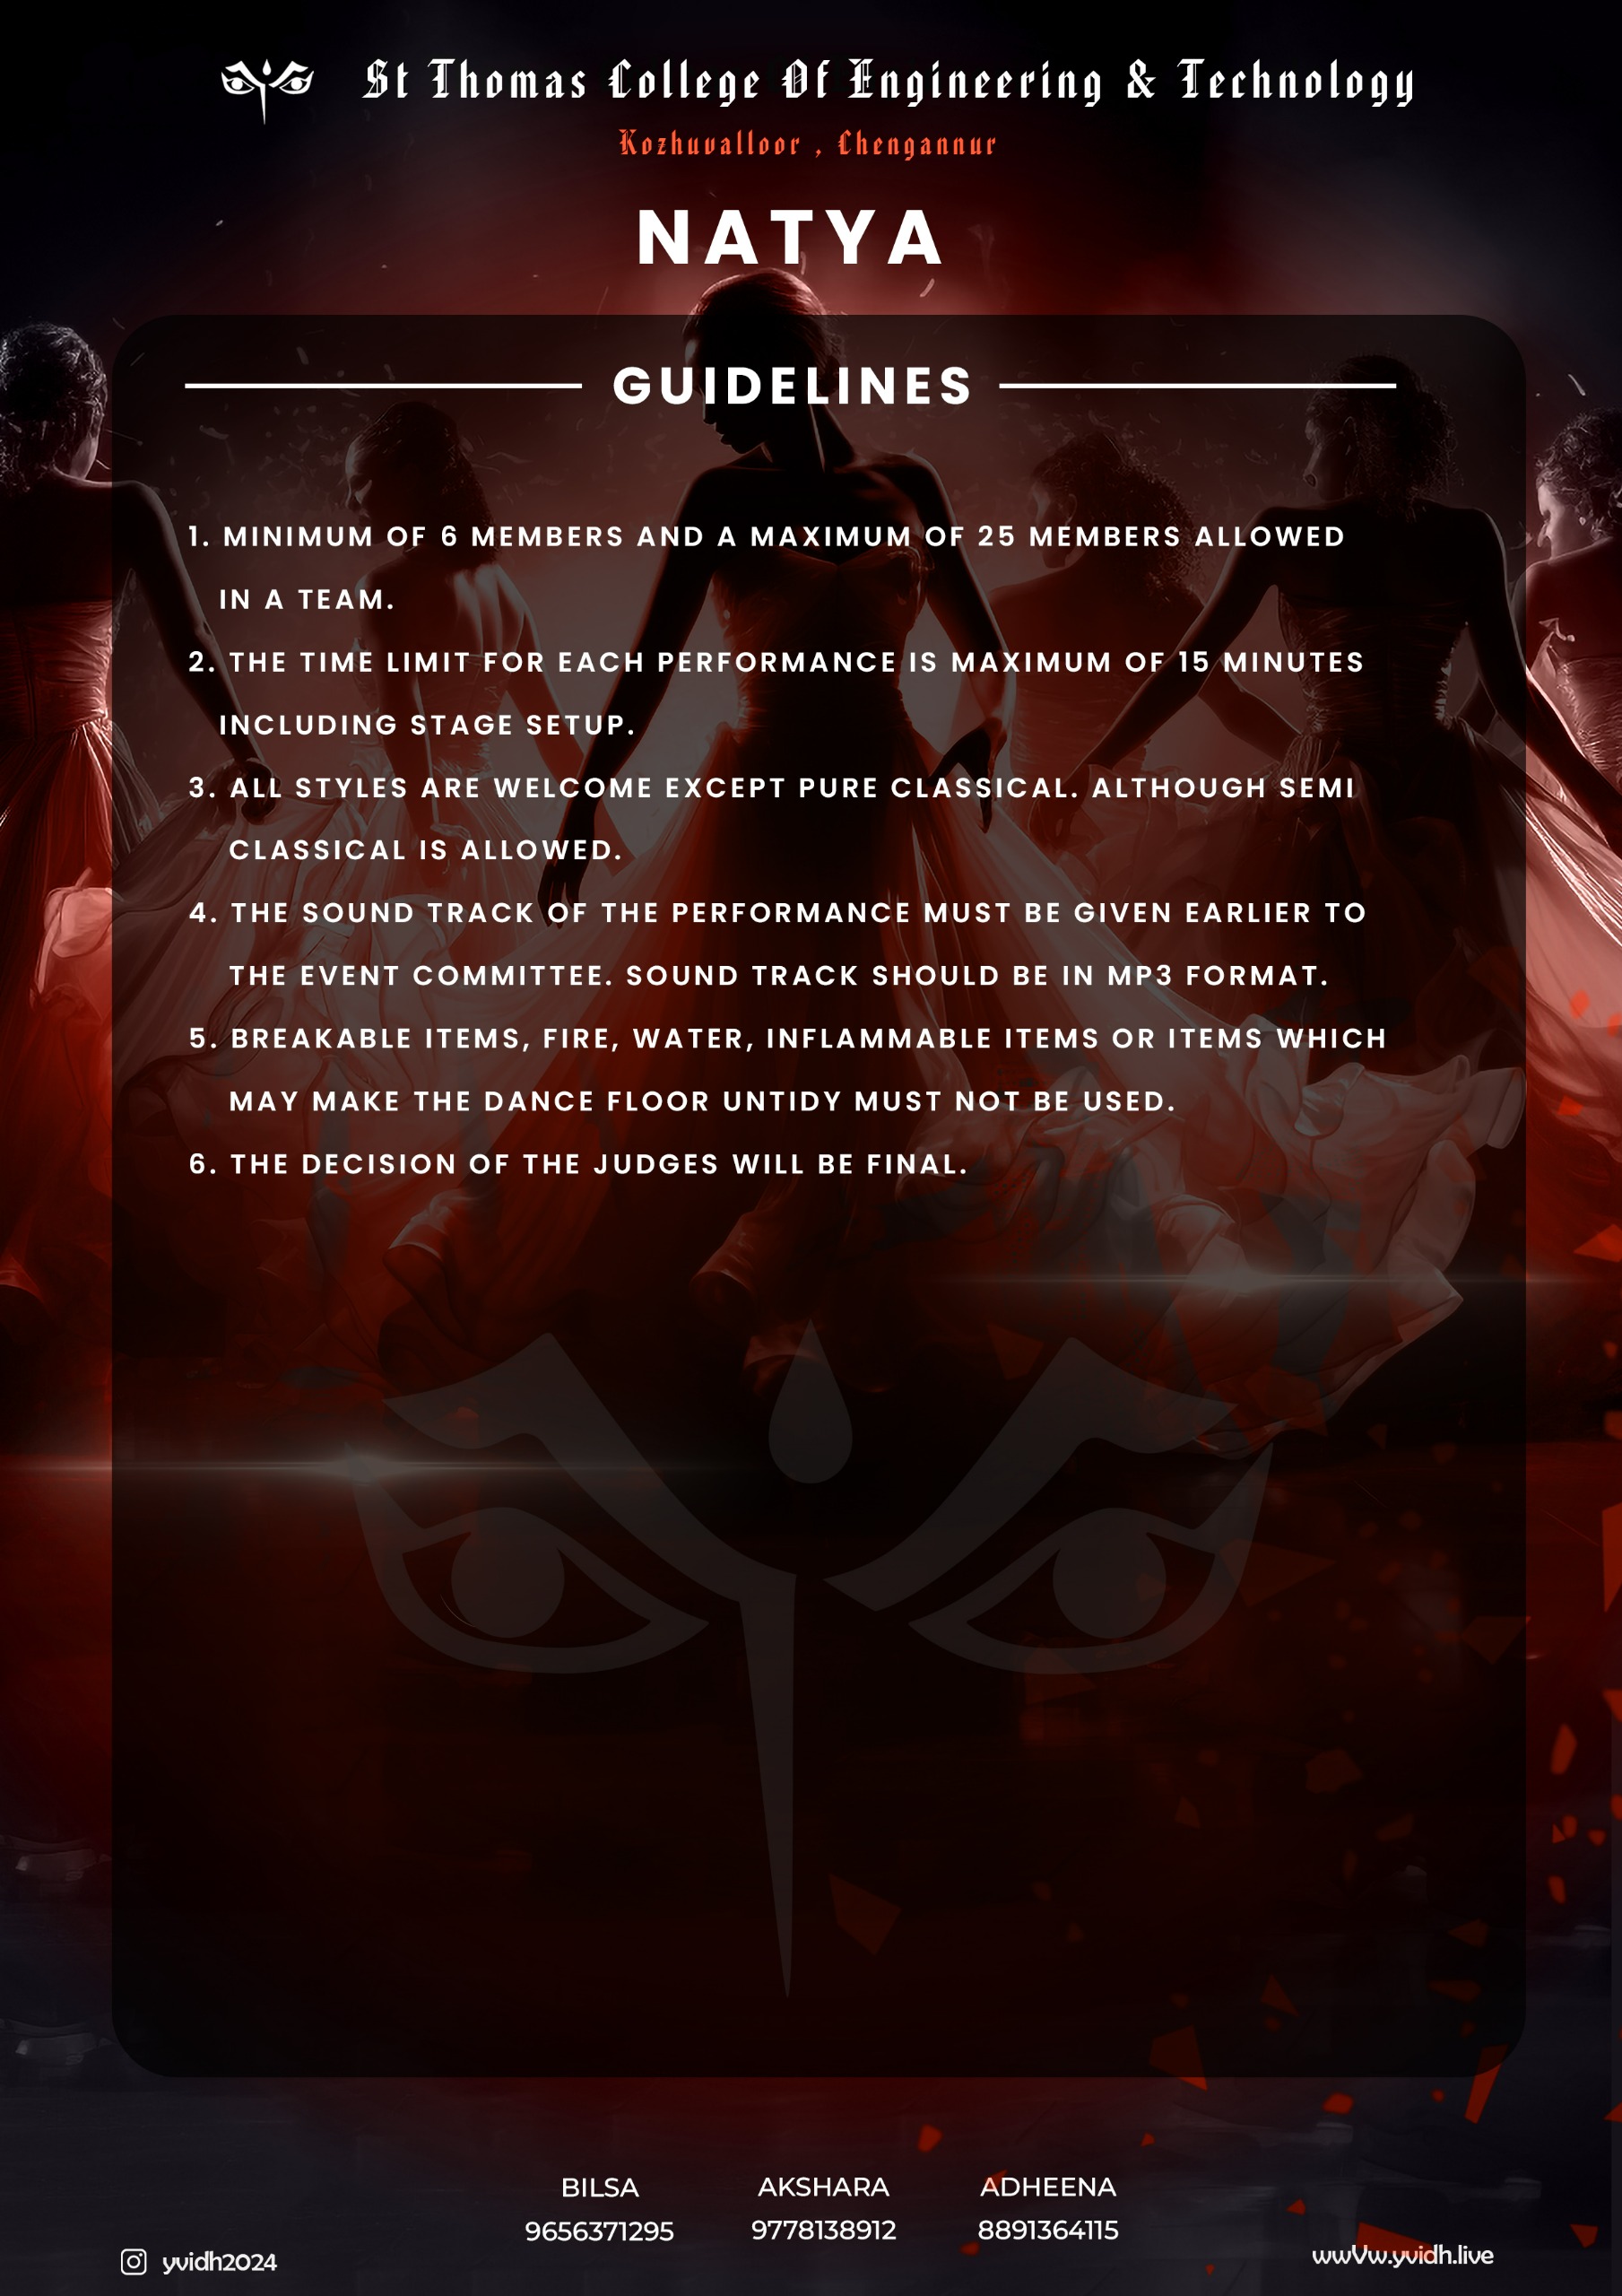 St Thomas College Of Engineering & Technology
Kozhuvalloor , Chengannur
NATYA
GUIDELINES
1. MINIMUM OF 6 MEMBERS AND A MAXIMUM OF 25 MEMBERS ALLOWED
IN A TEAM.
2. THE TIME LIMIT FOR EACH PERFORMANCE IS MAXIMUM OF 15 MINUTES
INCLUDING STAGE SETUP.
3. ALL STYLES ARE WELCOME EXCEPT PURE CLASSICAL. ALTHOUGH SEMI
CLASSICAL IS ALLOWED.
4. THE SOUND TRACK OF THE PERFORMANCE MUST BE GIVEN EARLIER TO
THE EVENT COMMITTEE. SOUND TRACK SHOULD BE IN MP3 FORMAT.
5. BREAKABLE ITEMS, FIRE, WATER, INFLAMMABLE ITEMS OR ITEMS WHICH
MAY MAKE THE DANCE FLOOR UNTIDY MUST NOT BE USED.
6. THE DECISION OF THE JUDGES WILL BE FINAL.
BILSA AKSHARA ADHEENA
9656371295 9778138912 8891364115
yvidh2024
wwVw.yvidh.live